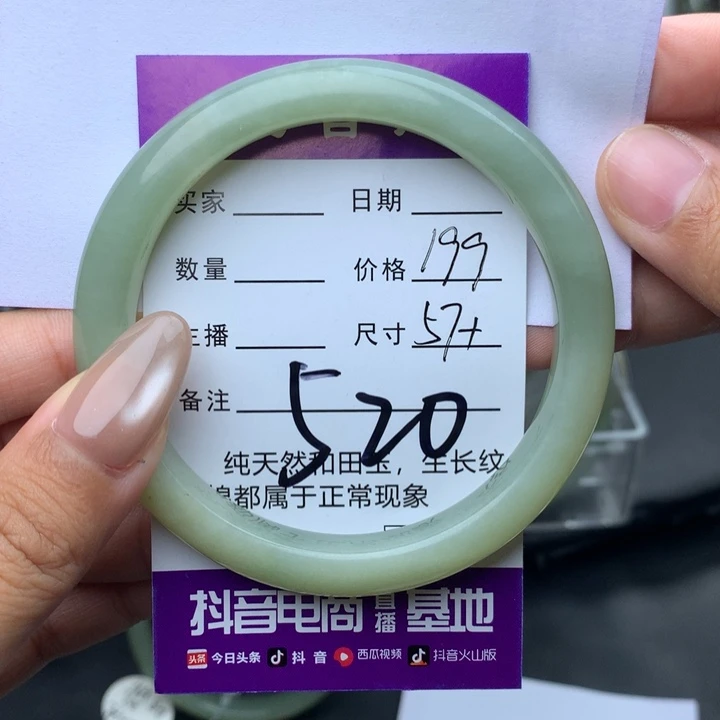 买家 日期
数量 价格 199
主播 尺寸 57+
备注 520
纯天然和田玉，生长纹
都属于正常现象
抖音电商 直播 基地
头条 今日头条 抖音 西瓜视频 抖音火山版